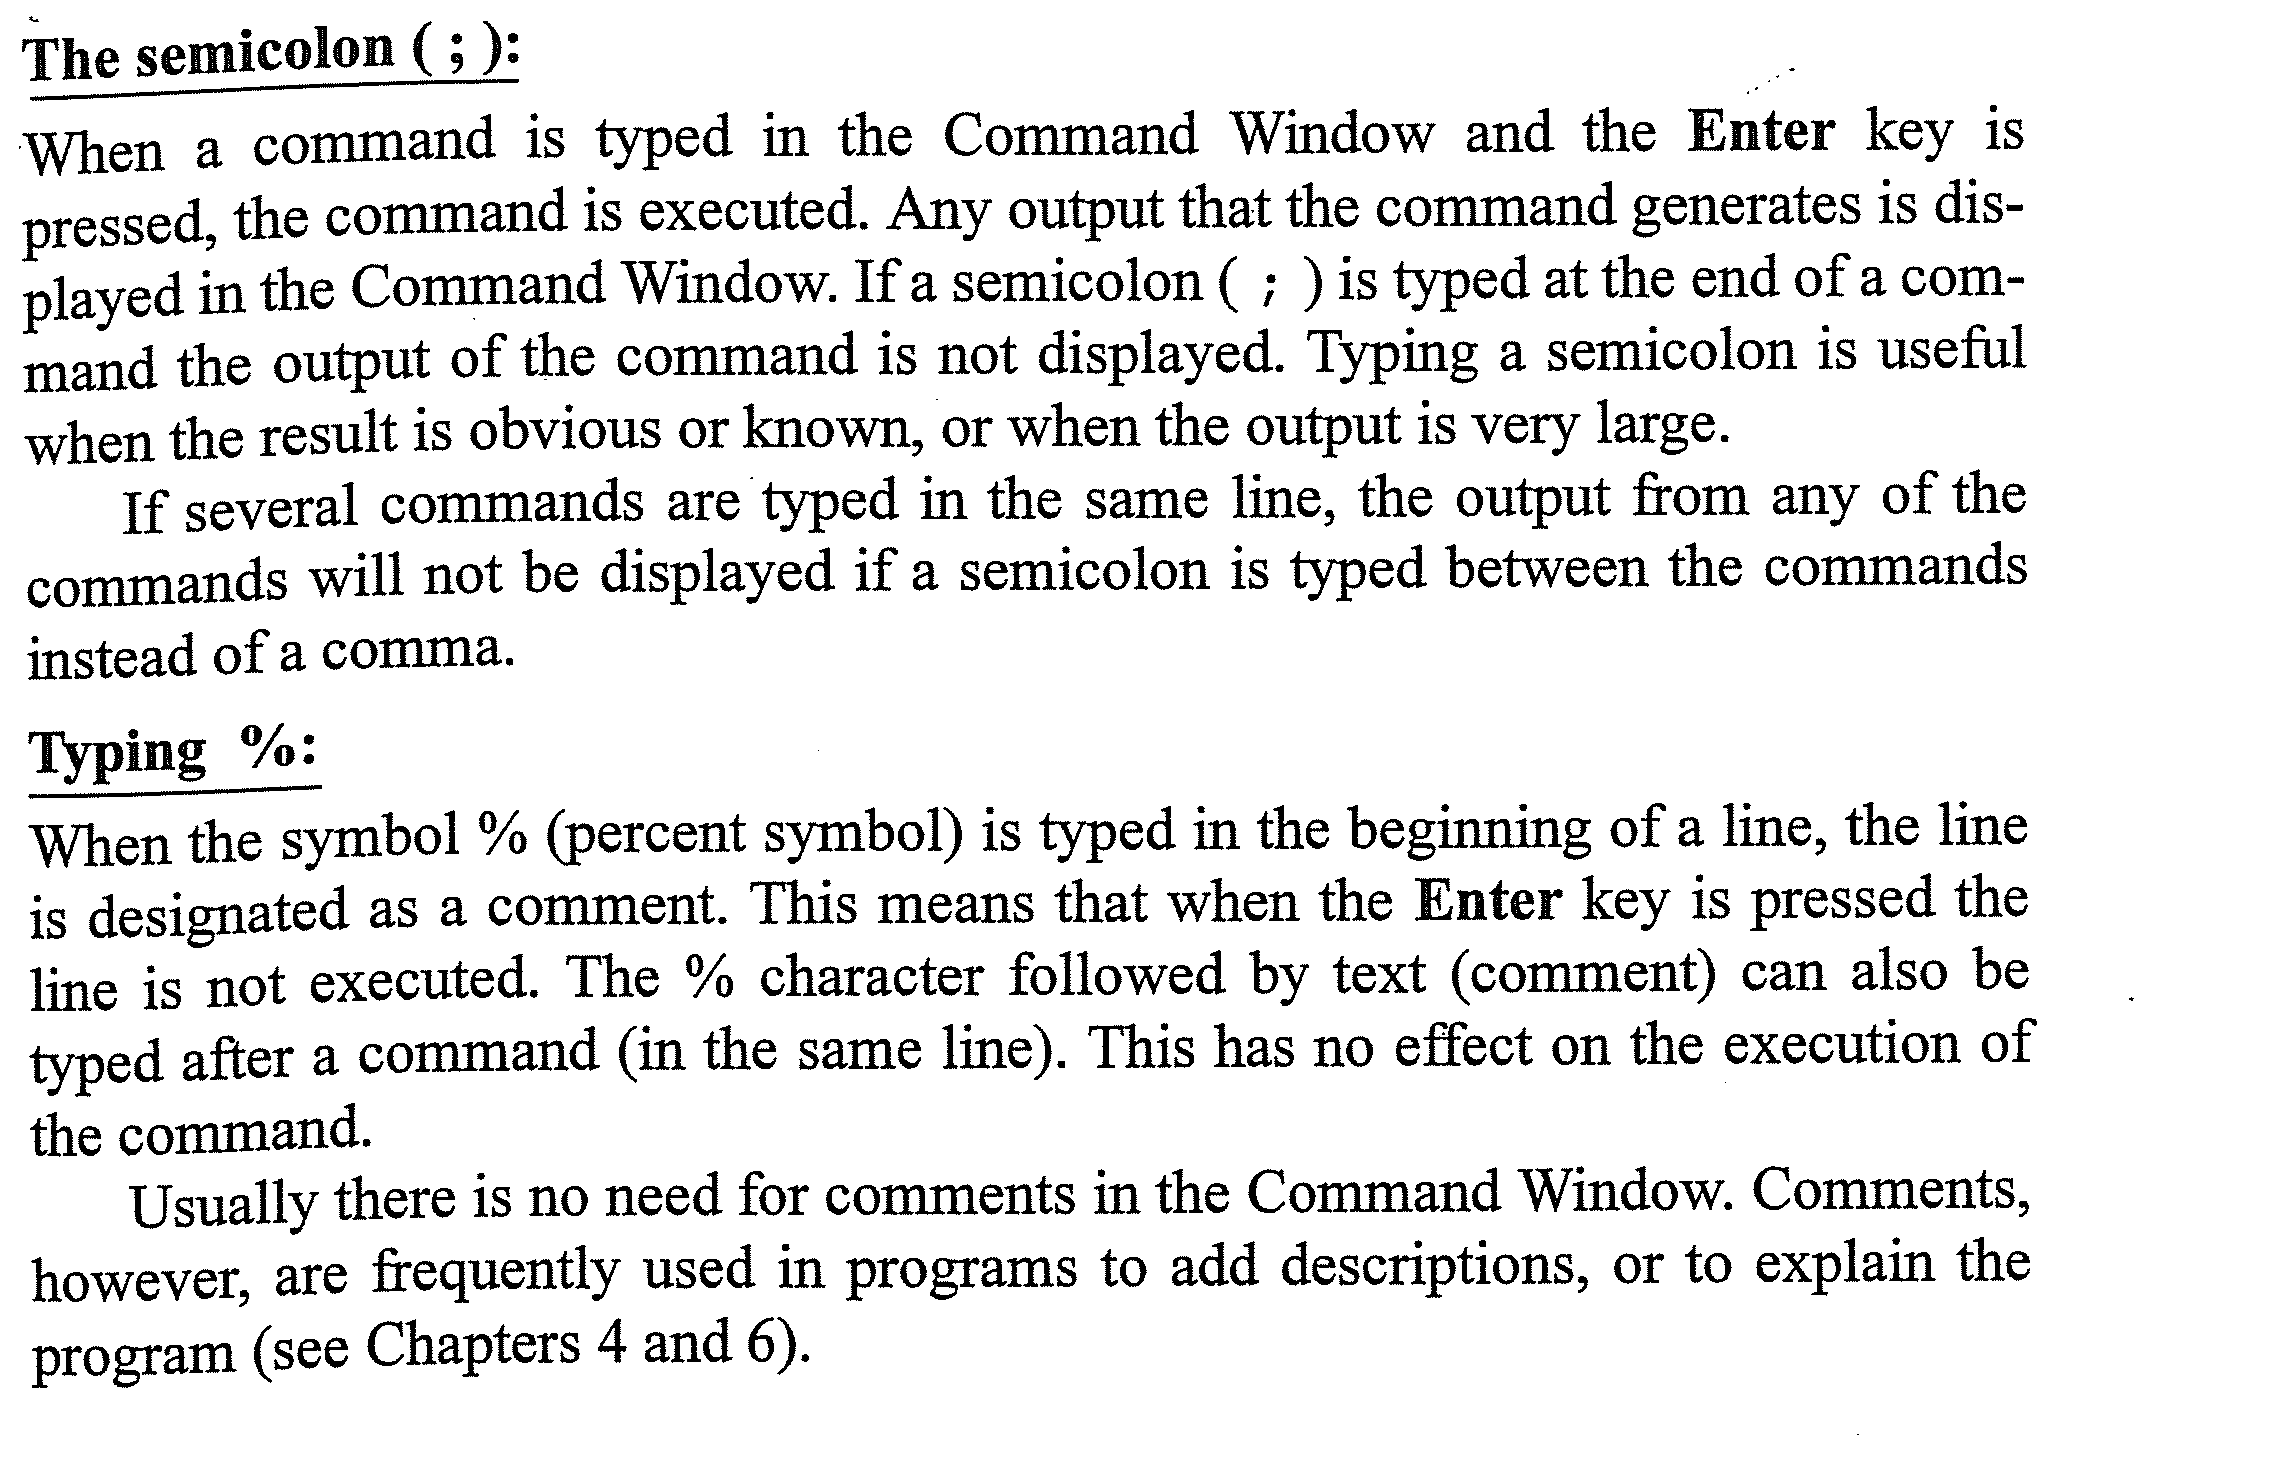 The semicolon ( ; ):
When a command is typed in the Command Window and the Enter key is
pressed, the command is executed. Any output that the command generates is dis-
played in the Command Window. If a semicolon ( ; ) is typed at the end of a com-
mand the output of the command is not displayed. Typing a semicolon is useful
when the result is obvious or known, or when the output is very large.
If several commands are typed in the same line, the output from any of the
commands will not be displayed if a semicolon is typed between the commands
instead of a comma.
Typing %:
When the symbol % (percent symbol) is typed in the beginning of a line, the line
is designated as a comment. This means that when the Enter key is pressed the
line is not executed. The % character followed by text (comment) can also be
typed after a command (in the same line). This has no effect on the execution of
the command.
Usually there is no need for comments in the Command Window. Comments,
however, are frequently used in programs to add descriptions, or to explain the
program (see Chapters 4 and 6).